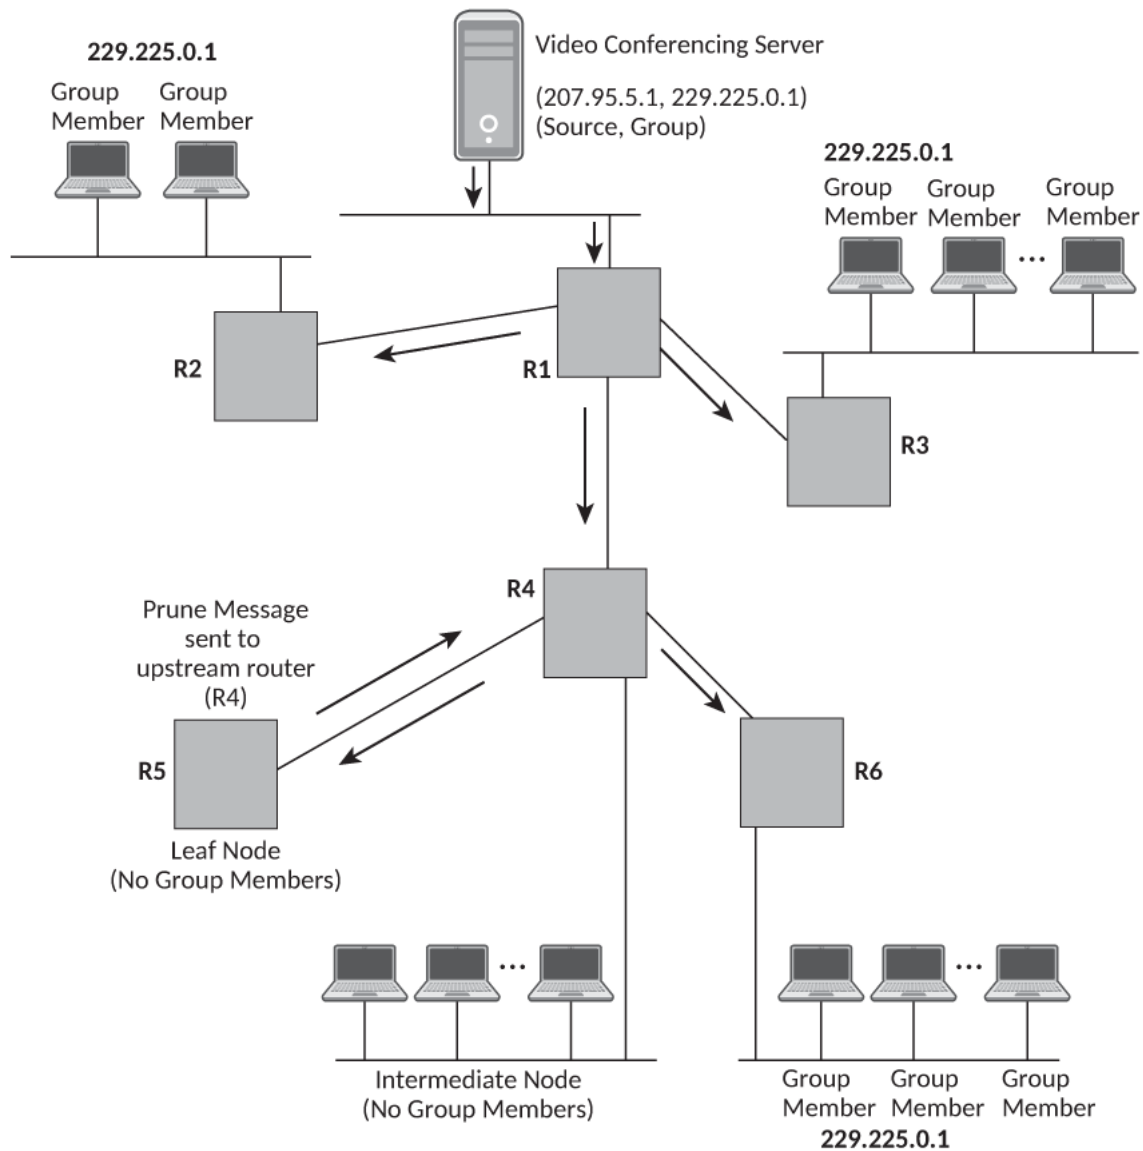 229.225.0.1
Group Group
Member Member
Video Conferencing Server
(207.95.5.1, 229.225.0.1)
(Source, Group)
229.225.0.1
Group Group Group
Member Member Member
...
R2
R1
R3
R4
Prune Message
sent to
upstream router
(R4)
R5
R6
Leaf Node
(No Group Members)
...
...
Intermediate Node
(No Group Members)
Group Group Group
Member Member Member
229.225.0.1